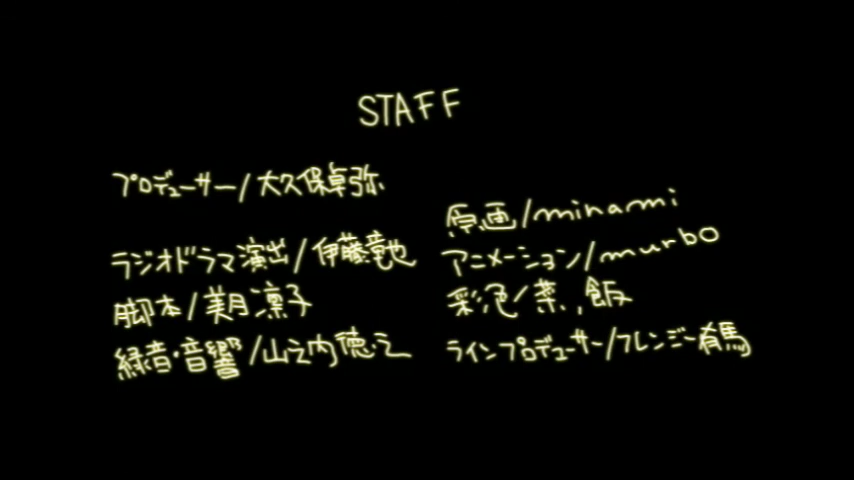 STAFF
プロデューサー/大久保卓弥
ラジオドラマ演出/伊藤竜也
脚本/美月凛子
録音・音響/山之内徳之
原画/minami
アニメーション/murbo
彩色/葉,飯
ラインプロデューサー/フレンジー有馬